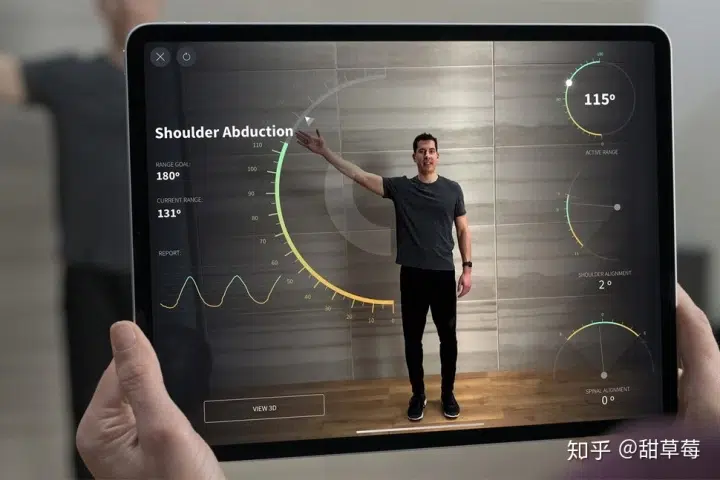 Shoulder Abduction
RANGE GOAL:
180°
CURRENT RANGE:
131°
REPORT:
VIEW 3D
110
100
90
80
70
60
50
40
30
20
10
0
115°
ACTIVE RANGE
SHOULDER ALIGNMENT
2°
SPINAL ALIGNMENT
0°
知乎 @甜草莓